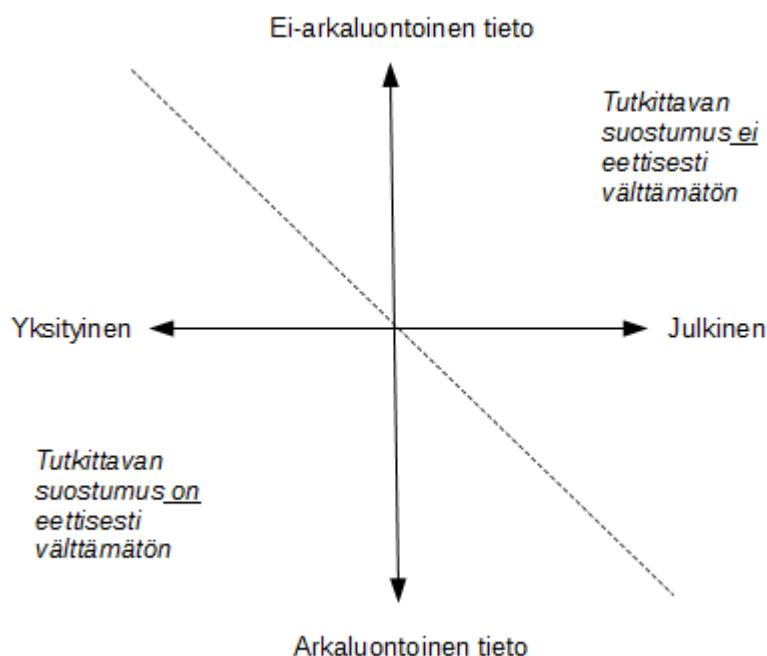 Ei-arkaluontoinen tieto
Tutkittavan
suostumus ei
eettisesti
välttämätön
Yksityinen
Julkinen
Tutkittavan
suostumus on
eettisesti
välttämätön
Arkaluontoinen tieto